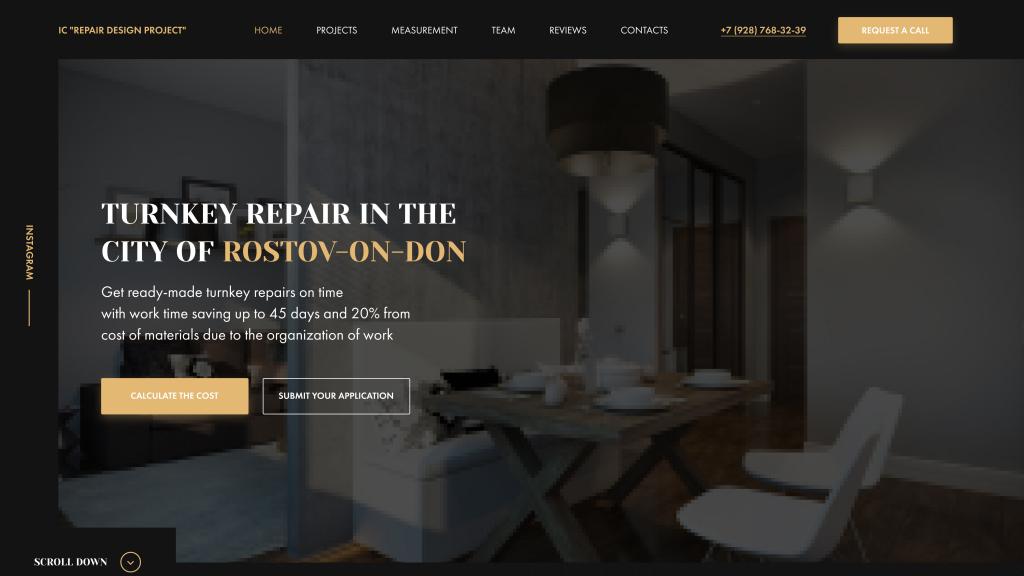 IC "REPAIR DESIGN PROJECT"
HOME
PROJECTS
MEASUREMENT
TEAM
REVIEWS
CONTACTS
+7 (928) 768-32-39
REQUEST A CALL
INSTAGRAM
TURNKEY REPAIR IN THE
CITY OF ROSTOV-ON-DON
Get ready-made turnkey repairs on time
with work time saving up to 45 days and 20% from
cost of materials due to the organization of work
CALCULATE THE COST
SUBMIT YOUR APPLICATION
SCROLL DOWN